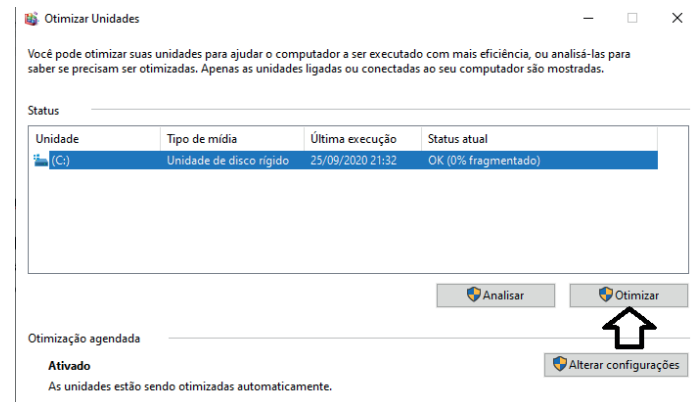 Otimizar Unidades
Você pode otimizar suas unidades para ajudar o computador a ser executado com mais eficiência, ou analisá-las para
saber se precisam ser otimizadas. Apenas as unidades ligadas ou conectadas ao seu computador são mostradas.
Status
Unidade Tipo de mídia Última execução Status atual
(C:) Unidade de disco rígido 25/09/2020 21:32 OK (0% fragmentado)
Analisar Otimizar
Otimização agendada
Ativado Alterar configurações
As unidades estão sendo otimizadas automaticamente.